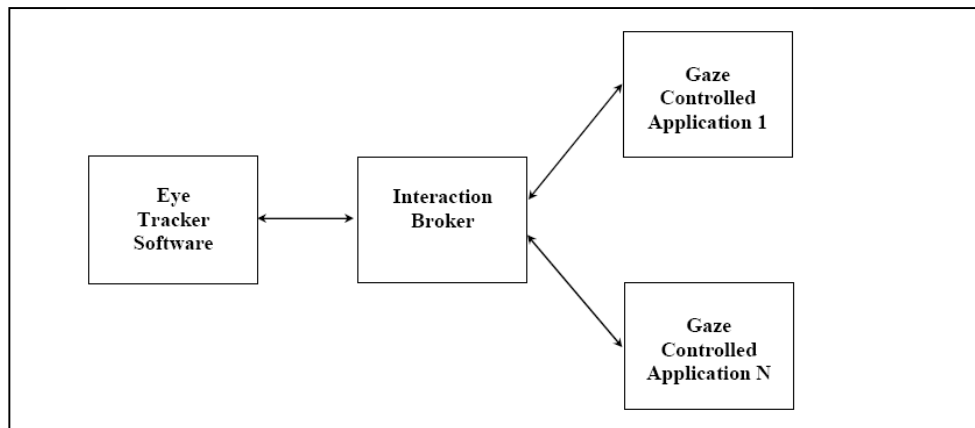 Eye
Tracker
Software
Interaction
Broker
Gaze
Controlled
Application 1
Gaze
Controlled
Application N